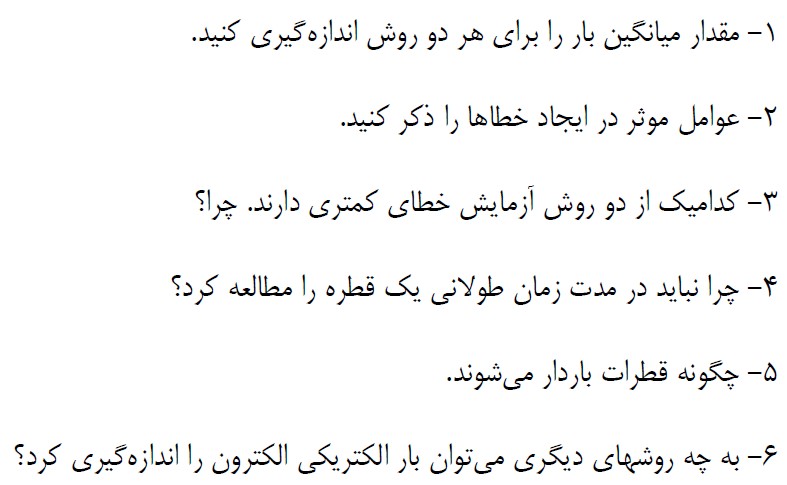 ۱- مقدار میانگین بار را برای هر دو روش اندازه‌گیری کنید.
۲- عوامل موثر در ایجاد خطاها را ذکر کنید.
۳- کدامیک از دو روش آزمایش خطای کمتری دارند. چرا؟
۴- چرا نباید در مدت زمان طولانی یک قطره را مطالعه کرد؟
۵- چگونه قطرات باردار می‌شوند.
۶- به چه روشهای دیگری می‌توان بار الکتریکی الکترون را اندازه‌گیری کرد؟